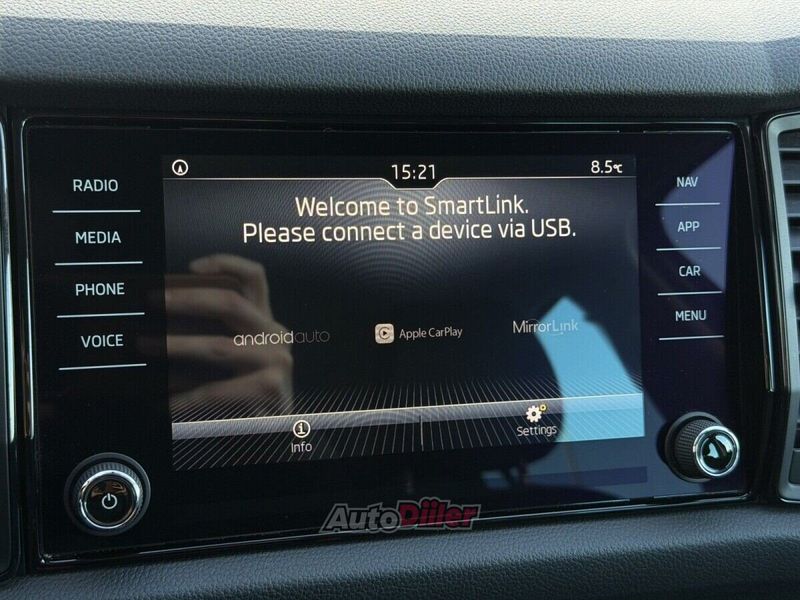 RADIO
MEDIA
PHONE
VOICE
15:21
8.5°C
Welcome to SmartLink.
Please connect a device via USB.
androidauto
Apple CarPlay
MirrorLink
Info
Settings
NAV
APP
CAR
MENU
AutoDiller